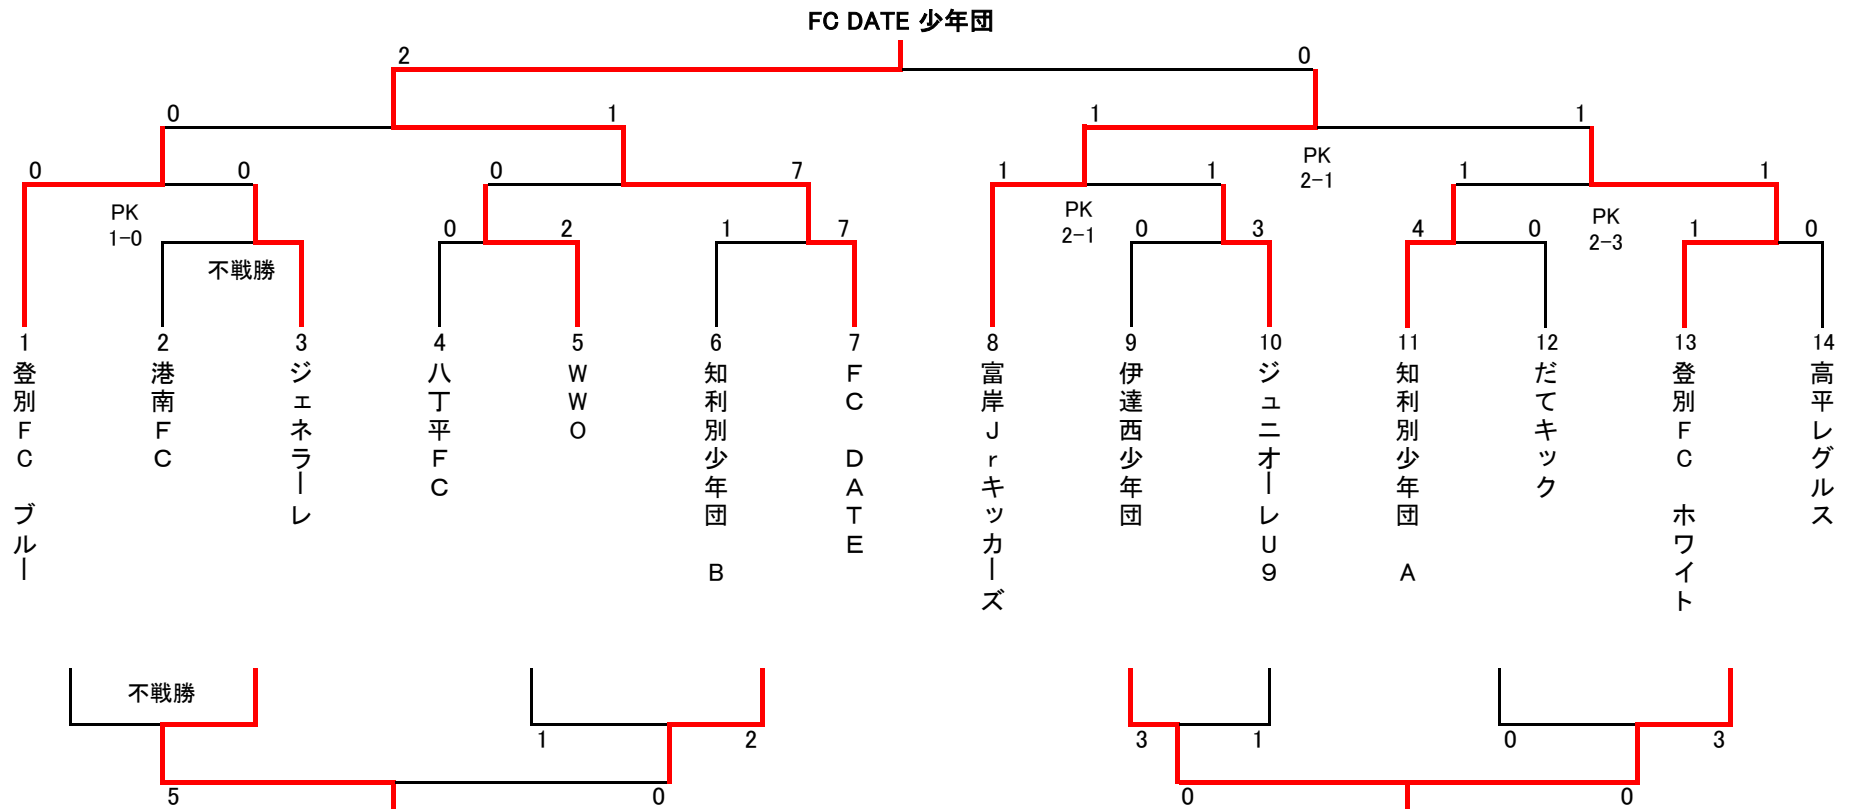 FC DATE 少年団
2 0
0 1 1 1
0 0 0 7 1 1 1 1
PK
2-1
PK
1-0
PK
2-1
PK
2-3
0 2 1 7 0 3 4 0 1 0
不戦勝
1 2 3 4 5 6 7 8 9 10 11 12 13 14
登別FC ブルー
港南FC
ジェネラーレ
八丁平FC
WWO
知利別少年団 B
FC DATE
富岸Jrキッカーズ
伊達西少年団
ジュニオーレU9
知利別少年団 A
だてキック
登別FC ホワイト
高平レグルス
不戦勝
1 2 3 1 0 3
5 0 0 0